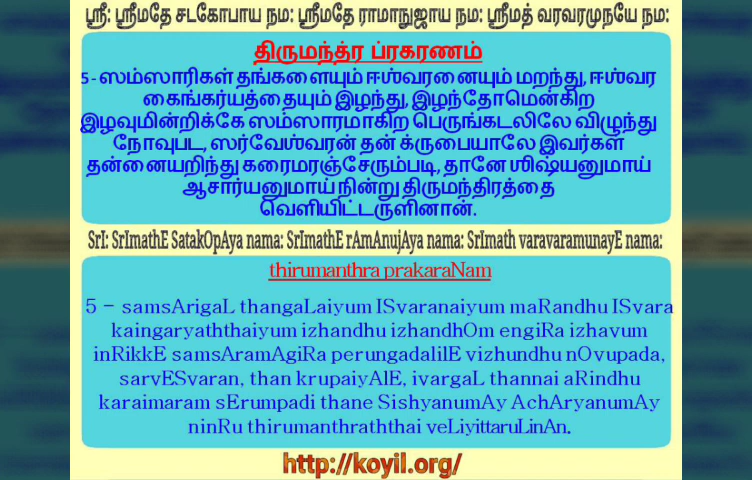 ஸ்ரீ: ஸ்ரீமதே சடகோபாய நம: ஸ்ரீமதே ராமாநுஜாய நம: ஸ்ரீமத் வரவரமுநயே நம:
திருமந்த்ர ப்ரகரணம்
5 - ஸம்ஸாரிகள் தங்களையும் ஈஶ்வரனையும் மறந்து, ஈஶ்வர
கைங்கர்யத்தையும் இழந்து, இழந்தோமென்கிற
இழவுமின்றிக்கே ஸம்ஸாரமாகிற பெருங்கடலிலே விழுந்து
நோவுபட, ஸர்வேஶ்வரன் தன் க்ருபையாலே இவர்கள்
தன்னையறிந்து கரைமரஞ்சேரும்படி, தானே ஶிஷ்யனுமாய்
ஆசார்யனுமாய் நின்று திருமந்திரத்தை
வெளியிட்டருளினான்.
SrI: SrImathE SatakOpAya nama: SrImathE rAmAnujAya nama: SrImath varavaramunayE nama:
thirumanthra prakaraNam
5 – samsArigaL thangaLaiyum ISvaranaiyum maRandhu ISvara
kaingaryaththaiyum izhandhu izhandhOm engiRa izhavum
inRikkE samsAramAgiRa perungadalilE vizhundhu nOvupada,
sarvESvaran, than krupaiyAlE, ivargaL thannai aRindhu
karaimaram sErumpadi thane SishyanumAy AchAryanumAy
ninRu thirumanthraththai veLiyittaruLinAn.
http://koyil.org/